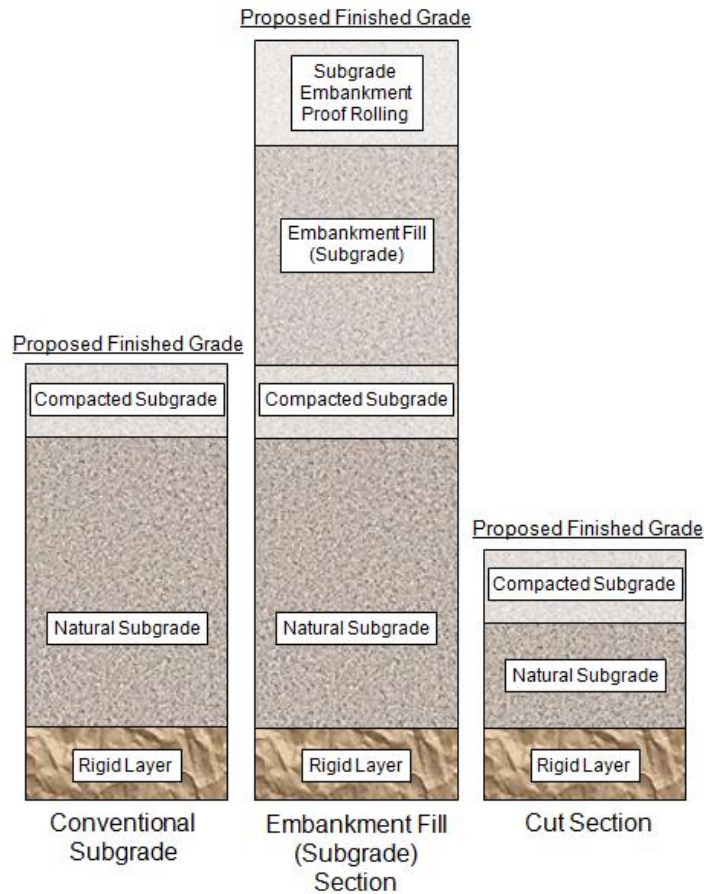 Proposed Finished Grade
Subgrade
Embankment
Proof Rolling
Embankment Fill
(Subgrade)
Proposed Finished Grade
Compacted Subgrade
Compacted Subgrade
Proposed Finished Grade
Compacted Subgrade
Natural Subgrade
Natural Subgrade
Natural Subgrade
Rigid Layer
Rigid Layer
Rigid Layer
Conventional
Subgrade
Embankment Fill
(Subgrade)
Section
Cut Section